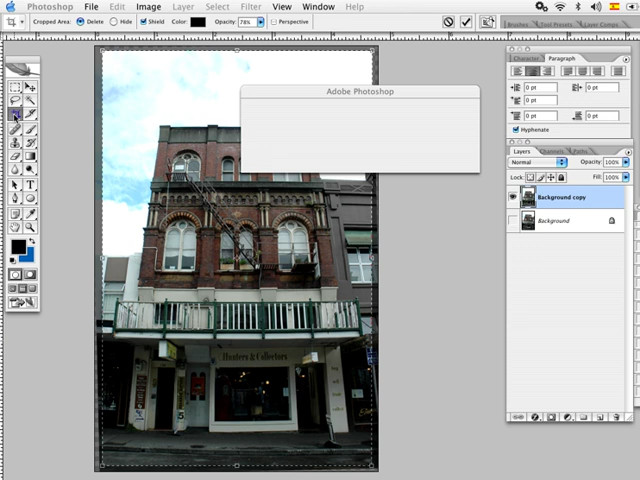 Photoshop File Edit Image Layer Select Filter View Window Help
Cropped Area: Delete Hide Shield Color: Opacity: 78% Perspective
Brushes Tool Presets Layer Comps
Adobe Photoshop
Character Paragraph
0 pt 0 pt
0 pt
0 pt 0 pt
Hyphenate
Layers Channels Paths
Normal Opacity: 100%
Lock: Fill: 100%
Background copy
Background
Hunters & Collectors